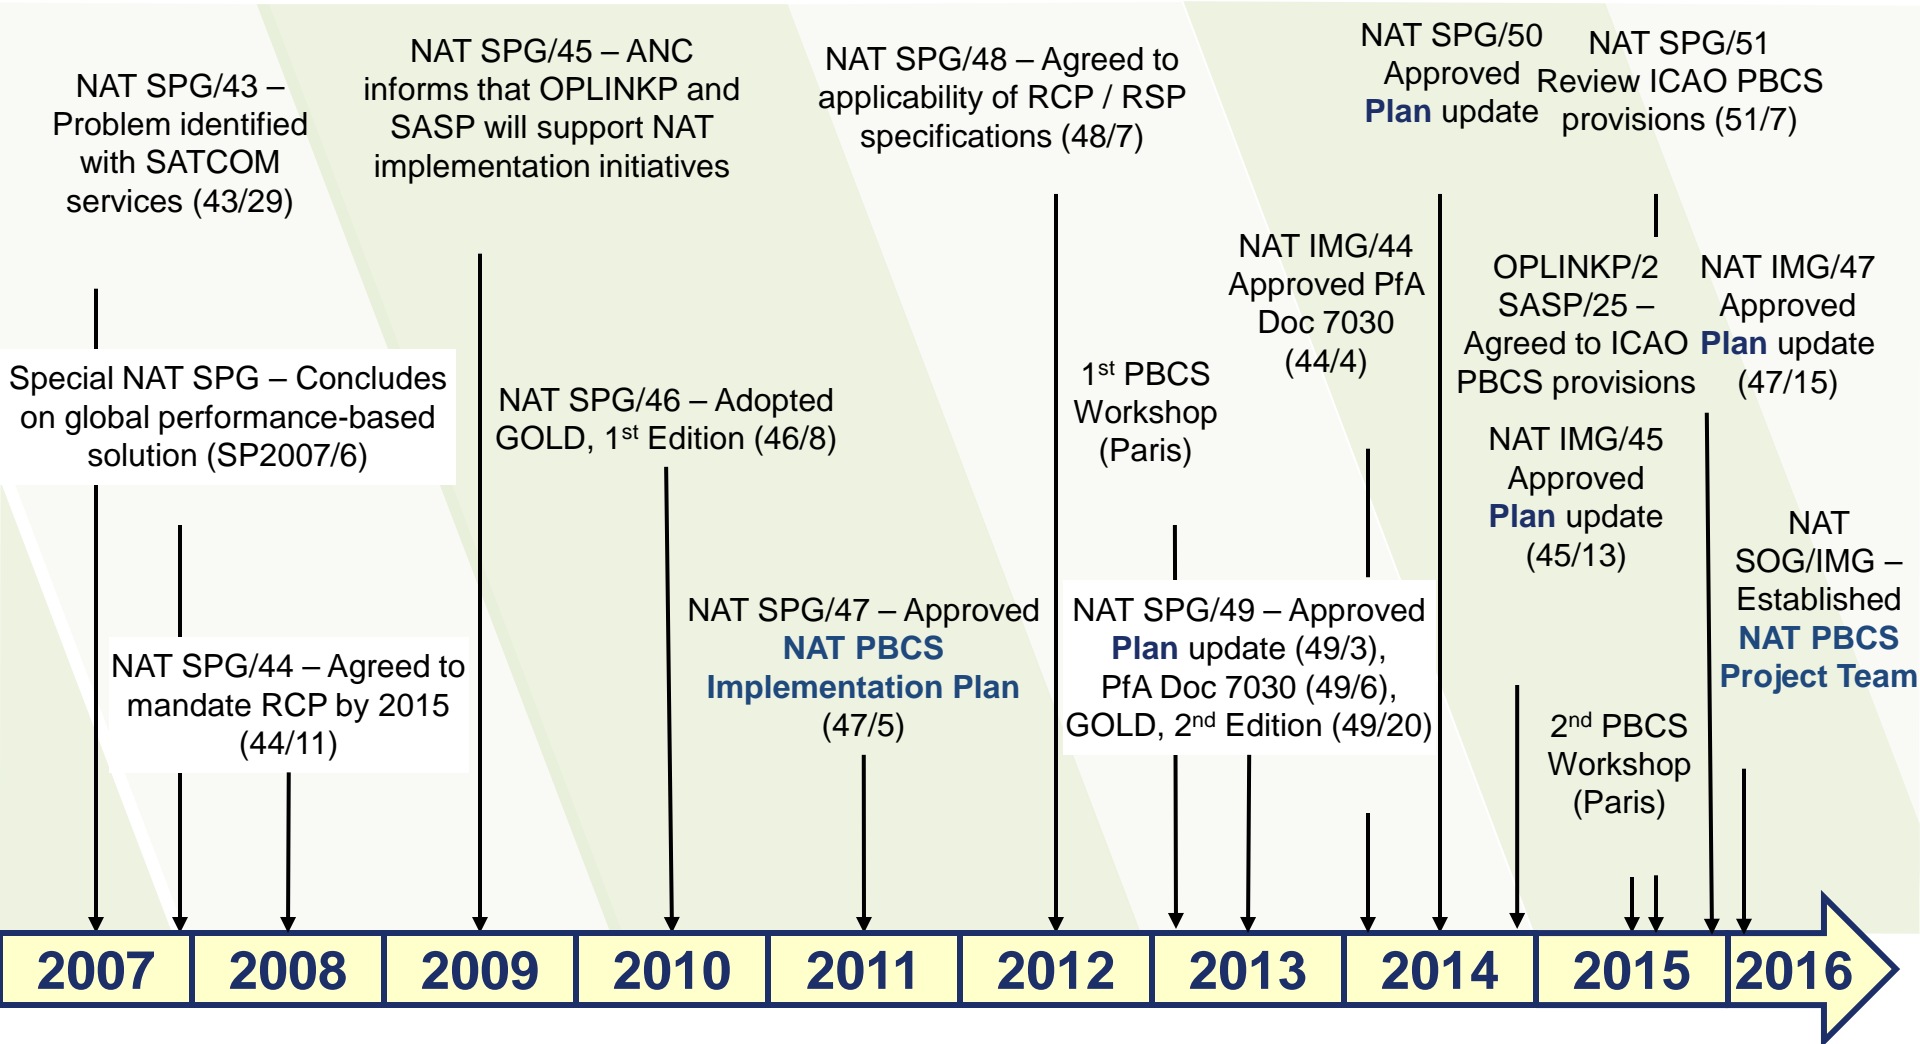 NAT SPG/43 –
Problem identified
with SATCOM
services (43/29)
NAT SPG/45 – ANC
informs that OPLINKP and
SASP will support NAT
implementation initiatives
NAT SPG/48 – Agreed to
applicability of RCP / RSP
specifications (48/7)
NAT SPG/50
Approved
Plan update
NAT SPG/51
Review ICAO PBCS
provisions (51/7)
Special NAT SPG – Concludes
on global performance-based
solution (SP2007/6)
NAT SPG/46 – Adopted
GOLD, 1st Edition (46/8)
1st PBCS
Workshop
(Paris)
NAT IMG/44
Approved PfA
Doc 7030
(44/4)
OPLINKP/2
SASP/25 –
Agreed to ICAO
PBCS provisions
NAT IMG/47
Approved
Plan update
(47/15)
NAT IMG/45
Approved
Plan update
(45/13)
NAT SPG/44 – Agreed to
mandate RCP by 2015
(44/11)
NAT SPG/47 – Approved
NAT PBCS
Implementation Plan
(47/5)
NAT SPG/49 – Approved
Plan update (49/3),
PfA Doc 7030 (49/6),
GOLD, 2nd Edition (49/20)
2nd PBCS
Workshop
(Paris)
NAT
SOG/IMG –
Established
NAT PBCS
Project Team
2007
2008
2009
2010
2011
2012
2013
2014
2015
2016